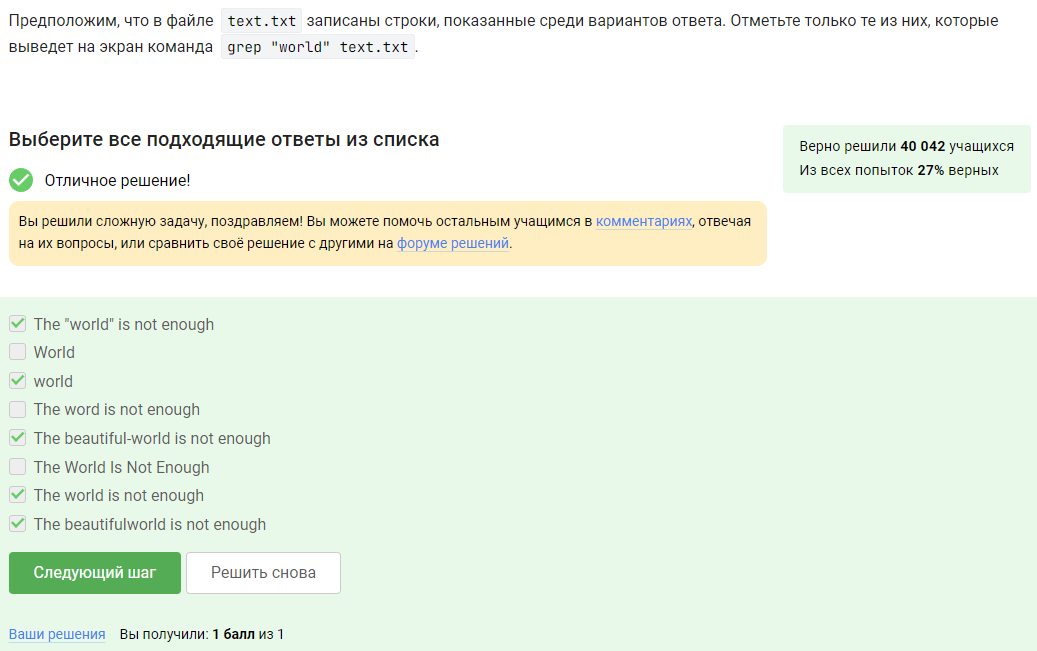 Предположим, что в файле text.txt записаны строки, показанные среди вариантов ответа. Отметьте только те из них, которые
выведет на экран команда grep "world" text.txt.
Выберите все подходящие ответы из списка
Верно решили 40 042 учащихся
Из всех попыток 27% верных
Отличное решение!
Вы решили сложную задачу, поздравляем! Вы можете помочь остальным учащимся в комментариях, отвечая
на их вопросы, или сравнить своё решение с другими на форуме решений.
The "world" is not enough
World
world
The word is not enough
The beautiful-world is not enough
The World Is Not Enough
The world is not enough
The beautifulworld is not enough
Следующий шаг
Решить снова
Ваши решения Вы получили: 1 балл из 1